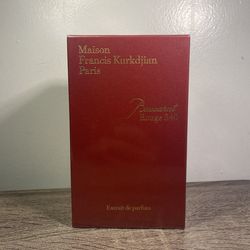 Maison
Francis Kurkdjian
Paris
Baccarat
Rouge 540
Extrait de parfum